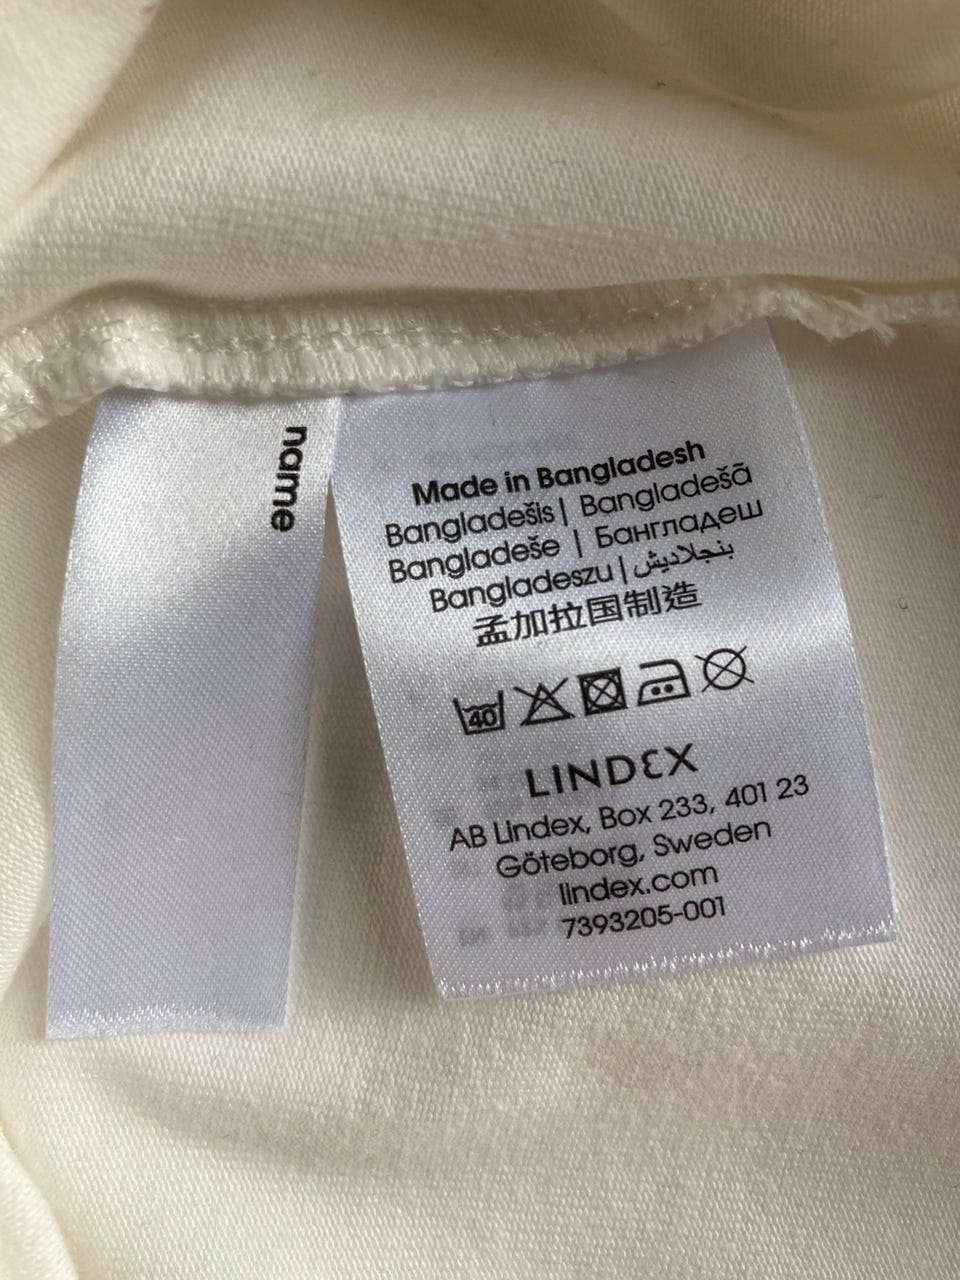 name
Made in Bangladesh
Bangladešis | Bangladešā
Bangladeše | Бангладеш
Bangladeszu | بنجلاديش
孟加拉国制造
40
LINDEX
AB Lindex, Box 233, 401 23
Göteborg, Sweden
lindex.com
7393205-001